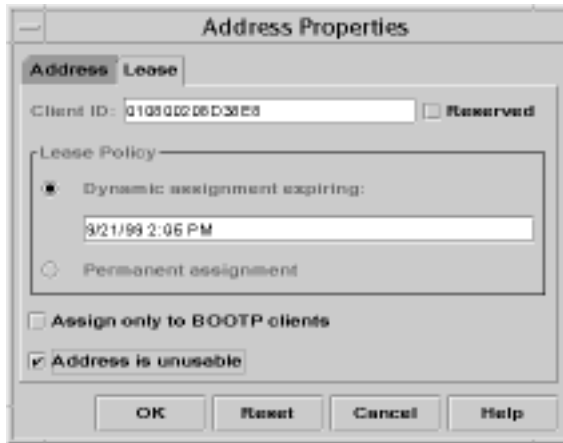 Address Properties
Address Lease
Client ID: 010800208D38E8 Reserved
Lease Policy
Dynamic assignment expiring:
9/21/99 2:06 PM
Permanent assignment
Assign only to BOOTP clients
Address is unusable
OK Reset Cancel Help